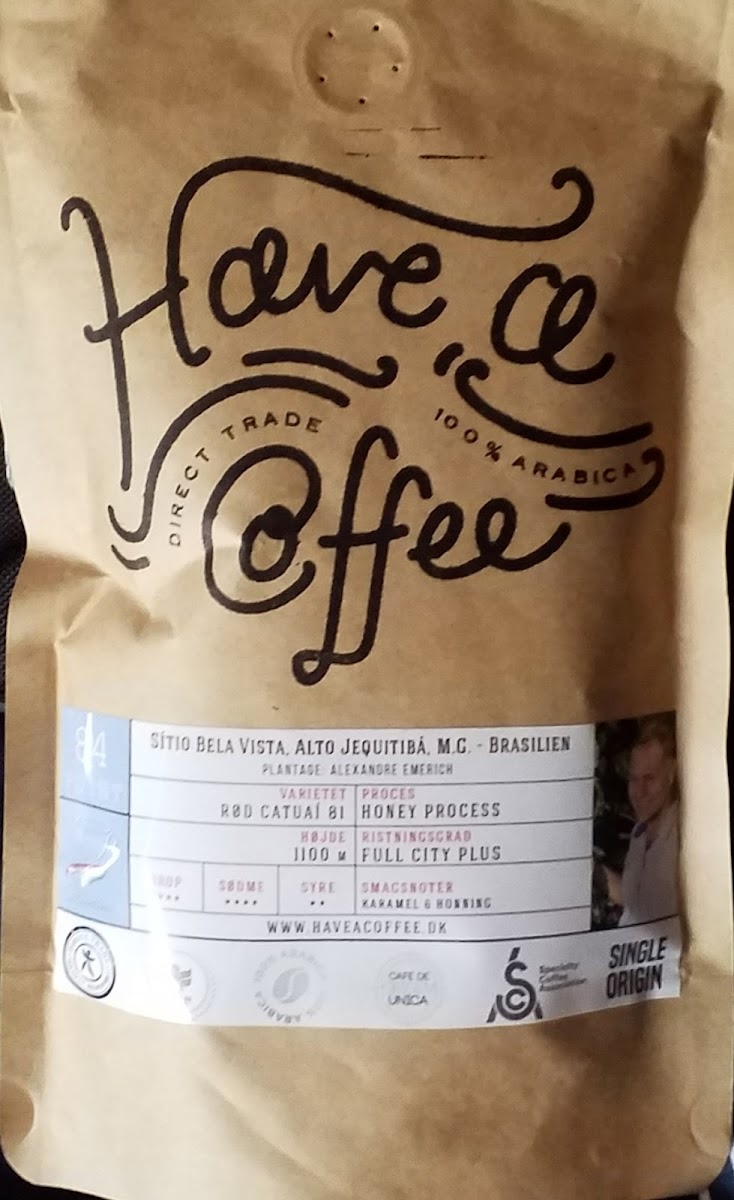 Have a
Coffee
DIRECT TRADE
100% ARABICA
84
SÍTIO BELA VISTA, ALTO JEQUITIBÁ, M.G. - BRASILIEN
PLANTAGE: ALEXANDRE EMERICH
VARIETET
RØD CATUAÍ 81
PROCES
HONEY PROCESS
HØJDE
1100 M
RISTNINGSGRAD
FULL CITY PLUS
SØDME
••••
SYRE
••
SMAGSNOTER
KARAMEL & HONNING
WWW.HAVEACOFFEE.DK
100% ARABICA
CAFE DE
UNICA
Specialty
Coffee
Association
SINGLE
ORIGIN